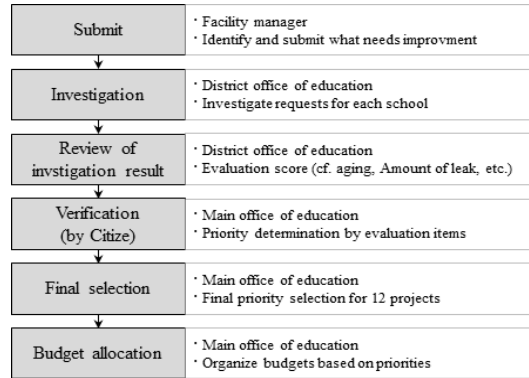 Submit
· Facility manager
· Identify and submit what needs improvment
Investigation
· District office of education
· Investigate requests for each school
Review of
invstigation result
· District office of education
· Evaluation score (cf. aging, Amount of leak, etc.)
Verification
(by Citize)
· Main office of education
· Priority determination by evaluation items
Final selection
· Main office of education
· Final priority selection for 12 projects
Budget allocation
· Main office of education
· Organize budgets based on priorities